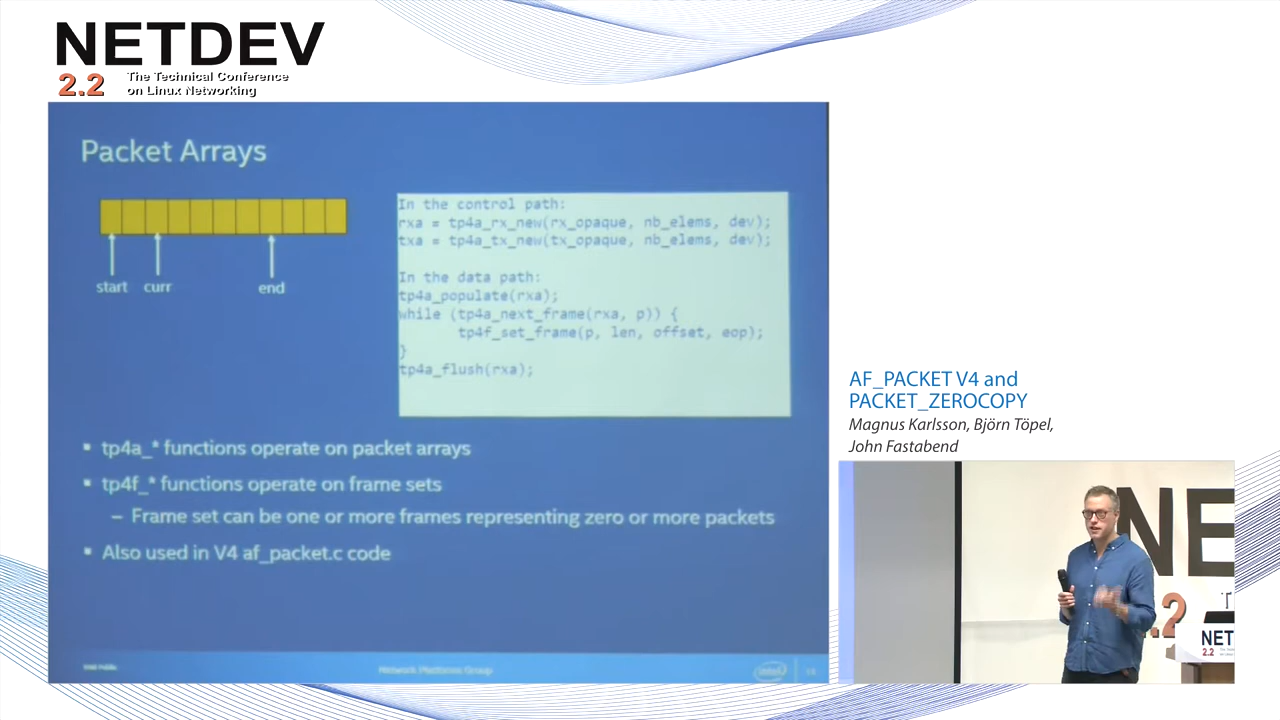 NETDEV
2.2
The Technical Conference
on Linux Networking
Packet Arrays
start curr end
In the control path:
rxa = tp4a_rx_new(rx_opaque, nb_elems, dev);
txa = tp4a_tx_new(tx_opaque, nb_elems, dev);
In the data path:
tp4a_populate(rxa);
while (tp4a_next_frame(rxa, p)) {
tp4f_set_frame(p, len, offset, eop);
}
tp4a_flush(rxa);
▪ tp4a_* functions operate on packet arrays
▪ tp4f_* functions operate on frame sets
– Frame set can be one or more frames representing zero or more packets
▪ Also used in V4 af_packet.c code
Network Platforms Group
AF_PACKET V4 and
PACKET_ZEROCOPY
Magnus Karlsson, Björn Töpel,
John Fastabend
NE
2.2
NET
2.2